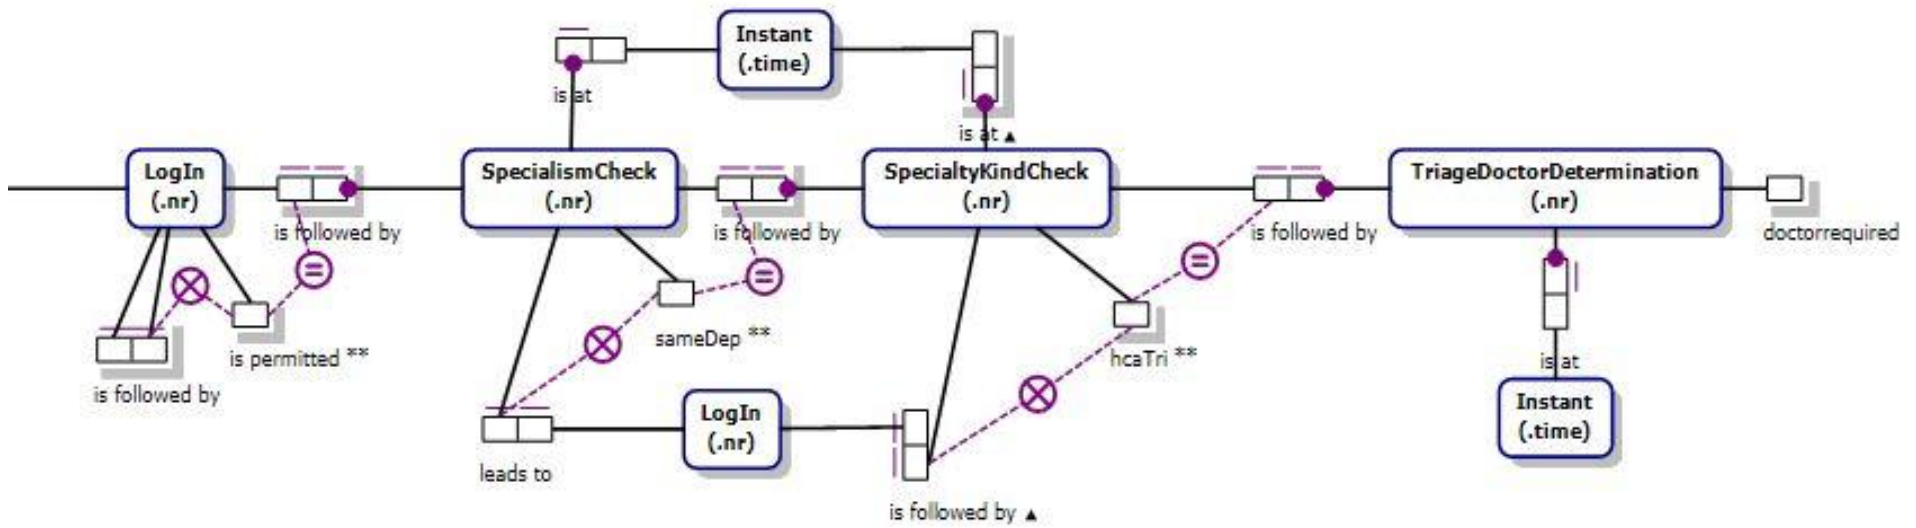 Instant
(.time)
is at
is at ▲
LogIn
(.nr)
SpecialismCheck
(.nr)
SpecialtyKindCheck
(.nr)
TriageDoctorDetermination
(.nr)
is followed by
is followed by
is followed by
doctorrequired
is permitted **
is followed by
sameDep **
hcaTri **
is at
LogIn
(.nr)
Instant
(.time)
leads to
is followed by ▲